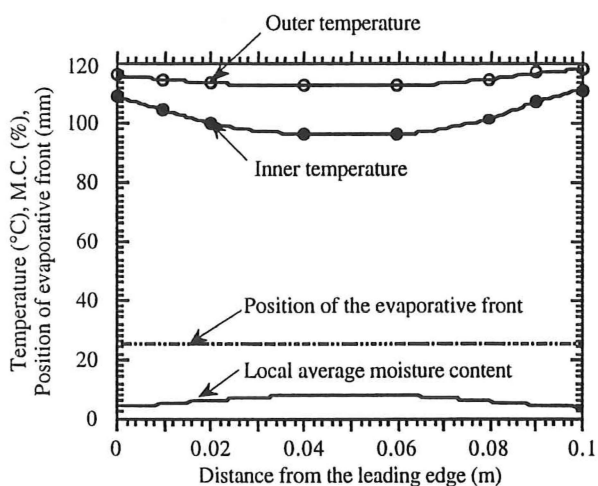 Outer temperature
120
100
80
60
40
20
0
Temperature (°C), M.C. (%),
Position of evaporative front (mm)
Inner temperature
Position of the evaporative front
Local average moisture content
0 0.02 0.04 0.06 0.08 0.1
Distance from the leading edge (m)